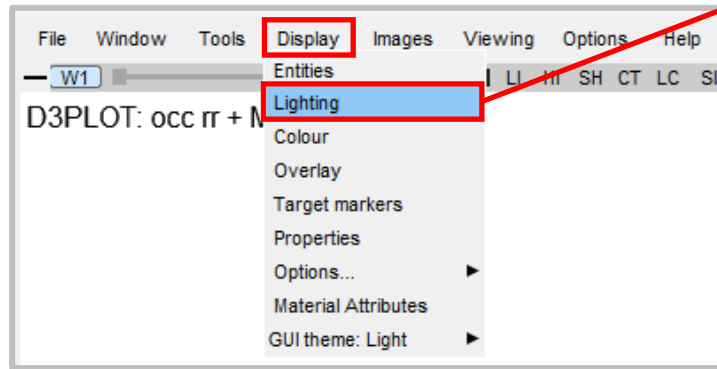 File Window Tools Display Images Viewing Options Help
W1 LI HI SH CT LC
Entities
Lighting
D3PLOT: occ rr +
Colour
Overlay
Target markers
Properties
Options...
Material Attributes
GUI theme: Light